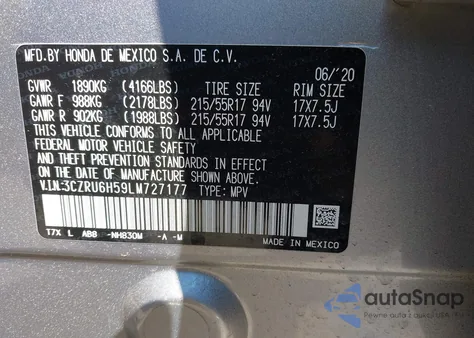 MFD.BY HONDA DE MEXICO S.A. DE C.V.
06/'20
GVWR 1890KG (4166LBS) TIRE SIZE RIM SIZE
GAWR F 988KG (2178LBS) 215/55R17 94V 17X7.5J
GAWR R 902KG (1988LBS) 215/55R17 94V 17X7.5J
THIS VEHICLE CONFORMS TO ALL APPLICABLE
FEDERAL MOTOR VEHICLE SAFETY
AND THEFT PREVENTION STANDARDS IN EFFECT
ON THE DATE OF MANUFACTURE SHOWN ABOVE.
V.I.N:3CZRU6H59LM727177 TYPE: MPV
T7X L AB0 -NH830M -A -M
MADE IN MEXICO
autoSnap
Pewne auto z